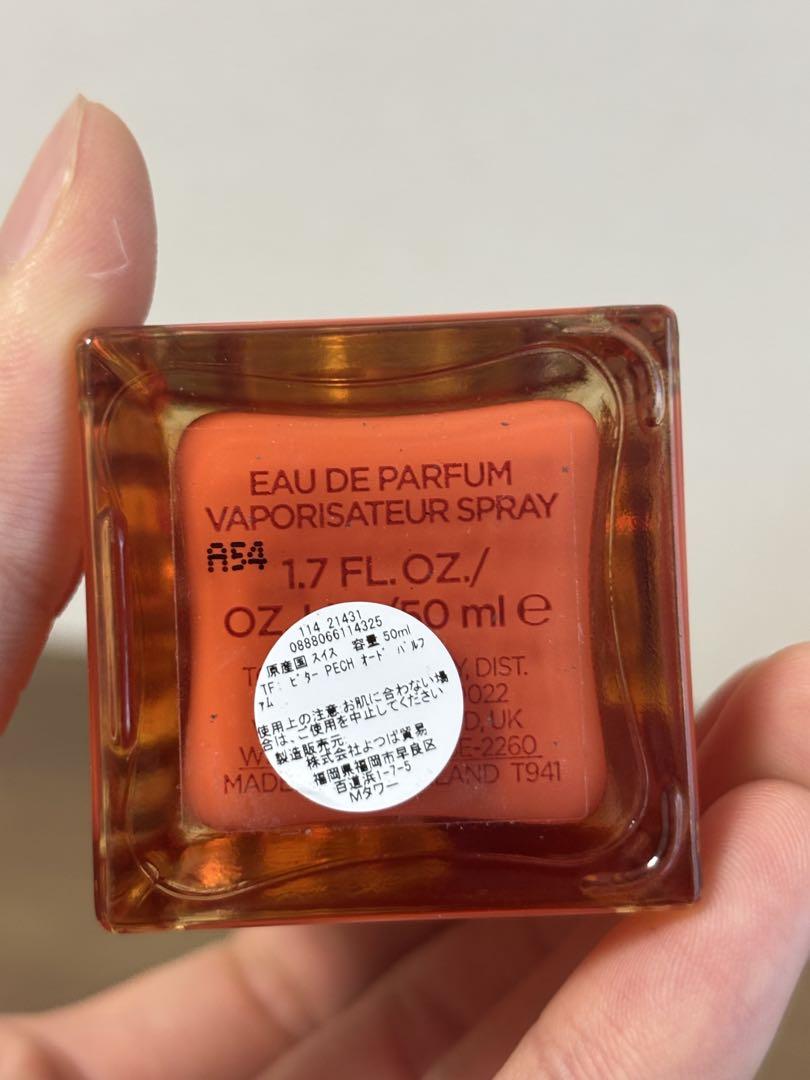 EAU DE PARFUM
VAPORISATEUR SPRAY
A54
1.7 FL.OZ./
OZ. /50 ml e
DIST.
022
UK
E-2260
MADE LAND T941
114 21431
0888066114325
原産国 スイス 容量 50ml
TF: ビター PECH オード パルフ
ァム
使用上の注意:お肌に合わない場
合は、ご使用を中止してください
製造販売元:
株式会社よつば貿易
福岡県福岡市早良区
百道浜1-7-5
Mタワー